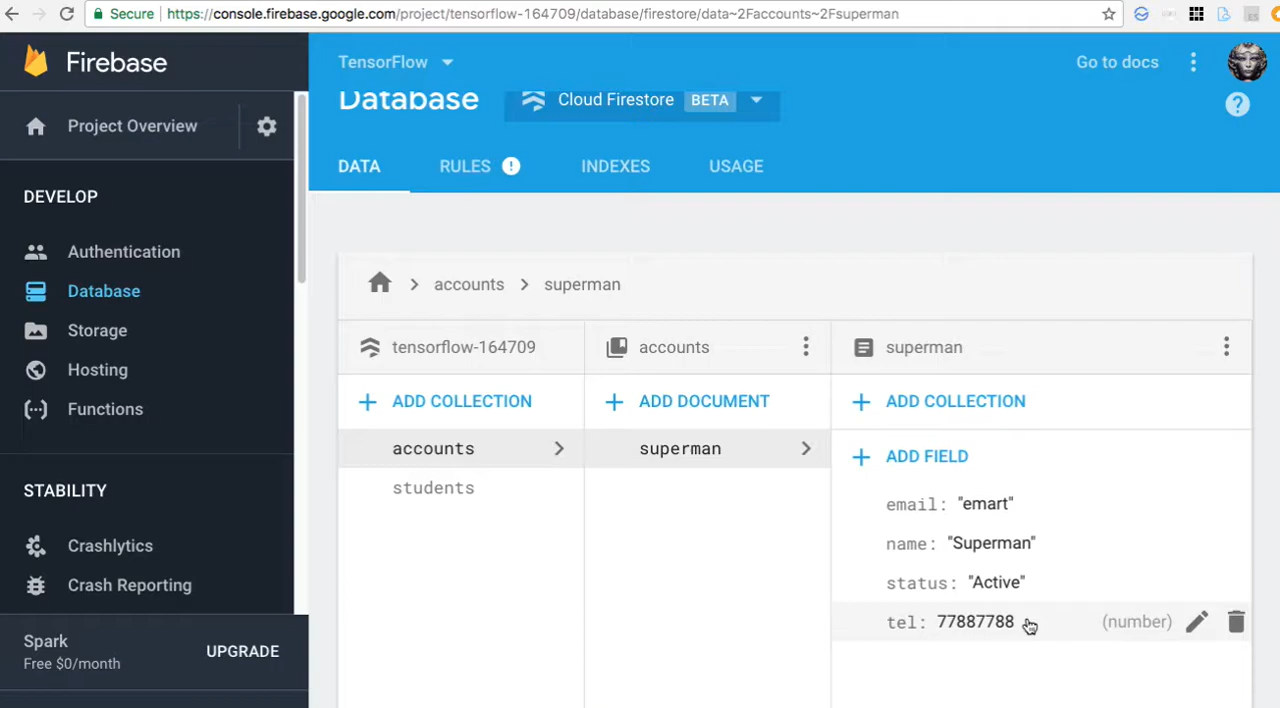 Secure https://console.firebase.google.com/project/tensorflow-164709/database/firestore/data~2Faccounts~2Fsuperman
Firebase
TensorFlow
Go to docs
Database
Cloud Firestore BETA
Project Overview
DATA RULES INDEXES USAGE
DEVELOP
Authentication
Database
Storage
Hosting
Functions
STABILITY
Crashlytics
Crash Reporting
Spark
Free $0/month
UPGRADE
accounts superman
tensorflow-164709 accounts superman
ADD COLLECTION ADD DOCUMENT ADD COLLECTION
accounts superman
students
ADD FIELD
email: "emart"
name: "Superman"
status: "Active"
tel: 77887788 (number)